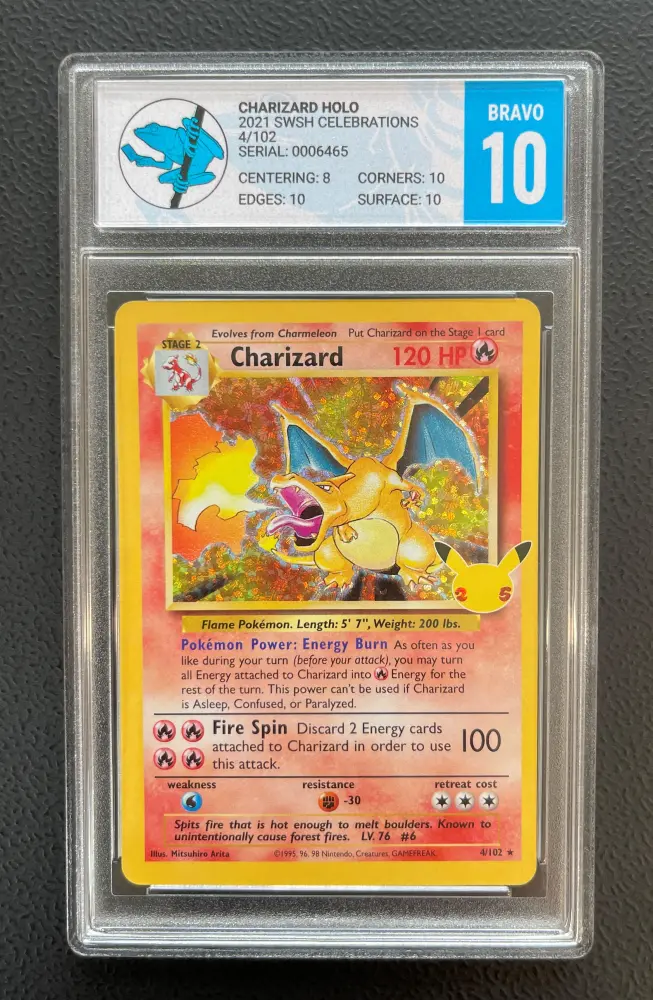 CHARIZARD HOLO
2021 SWSH CELEBRATIONS
4/102
SERIAL: 0006465
CENTERING: 8 CORNERS: 10
EDGES: 10 SURFACE: 10
BRAVO
10
Evolves from Charmeleon Put Charizard on the Stage 1 card
STAGE 2
Charizard 120 HP
25
Flame Pokémon. Length: 5' 7", Weight: 200 lbs.
Pokémon Power: Energy Burn As often as you
like during your turn (before your attack), you may turn
all Energy attached to Charizard into Energy for the
rest of the turn. This power can't be used if Charizard
is Asleep, Confused, or Paralyzed.
Fire Spin Discard 2 Energy cards
attached to Charizard in order to use 100
this attack.
weakness resistance retreat cost
-30
Spits fire that is hot enough to melt boulders. Known to
unintentionally cause forest fires. LV. 76 #6
Illus. Mitsuhiro Arita ©1995, 96, 98 Nintendo, Creatures, GAMEFREAK. 4/102 ★